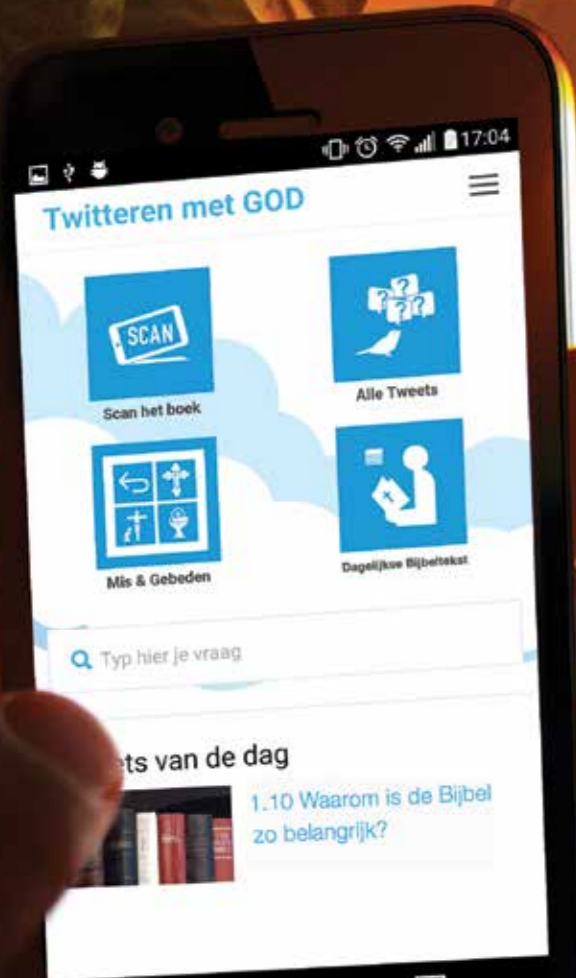 17:04
Twitteren met GOD
SCAN
Scan het boek
Alle Tweets
Mis & Gebeden
Dagelijkse Bijbeltekst
Typ hier je vraag
ets van de dag
1.10 Waarom is de Bijbel
zo belangrijk?